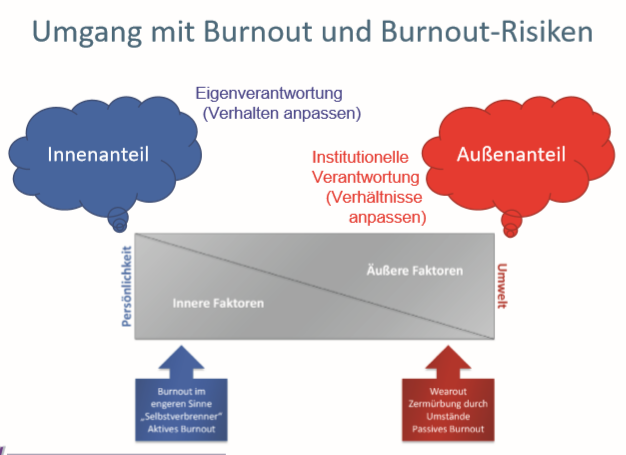 Umgang mit Burnout und Burnout-Risiken
Eigenverantwortung
(Verhalten anpassen)
Innenanteil
Institutionelle
Verantwortung
(Verhältnisse
anpassen)
Außenanteil
Persönlichkeit
Innere Faktoren
Äußere Faktoren
Umwelt
Burnout im
engeren Sinne
„Selbstverbrenner“
Aktives Burnout
Wearout
Zermürbung durch
Umstände
Passives Burnout